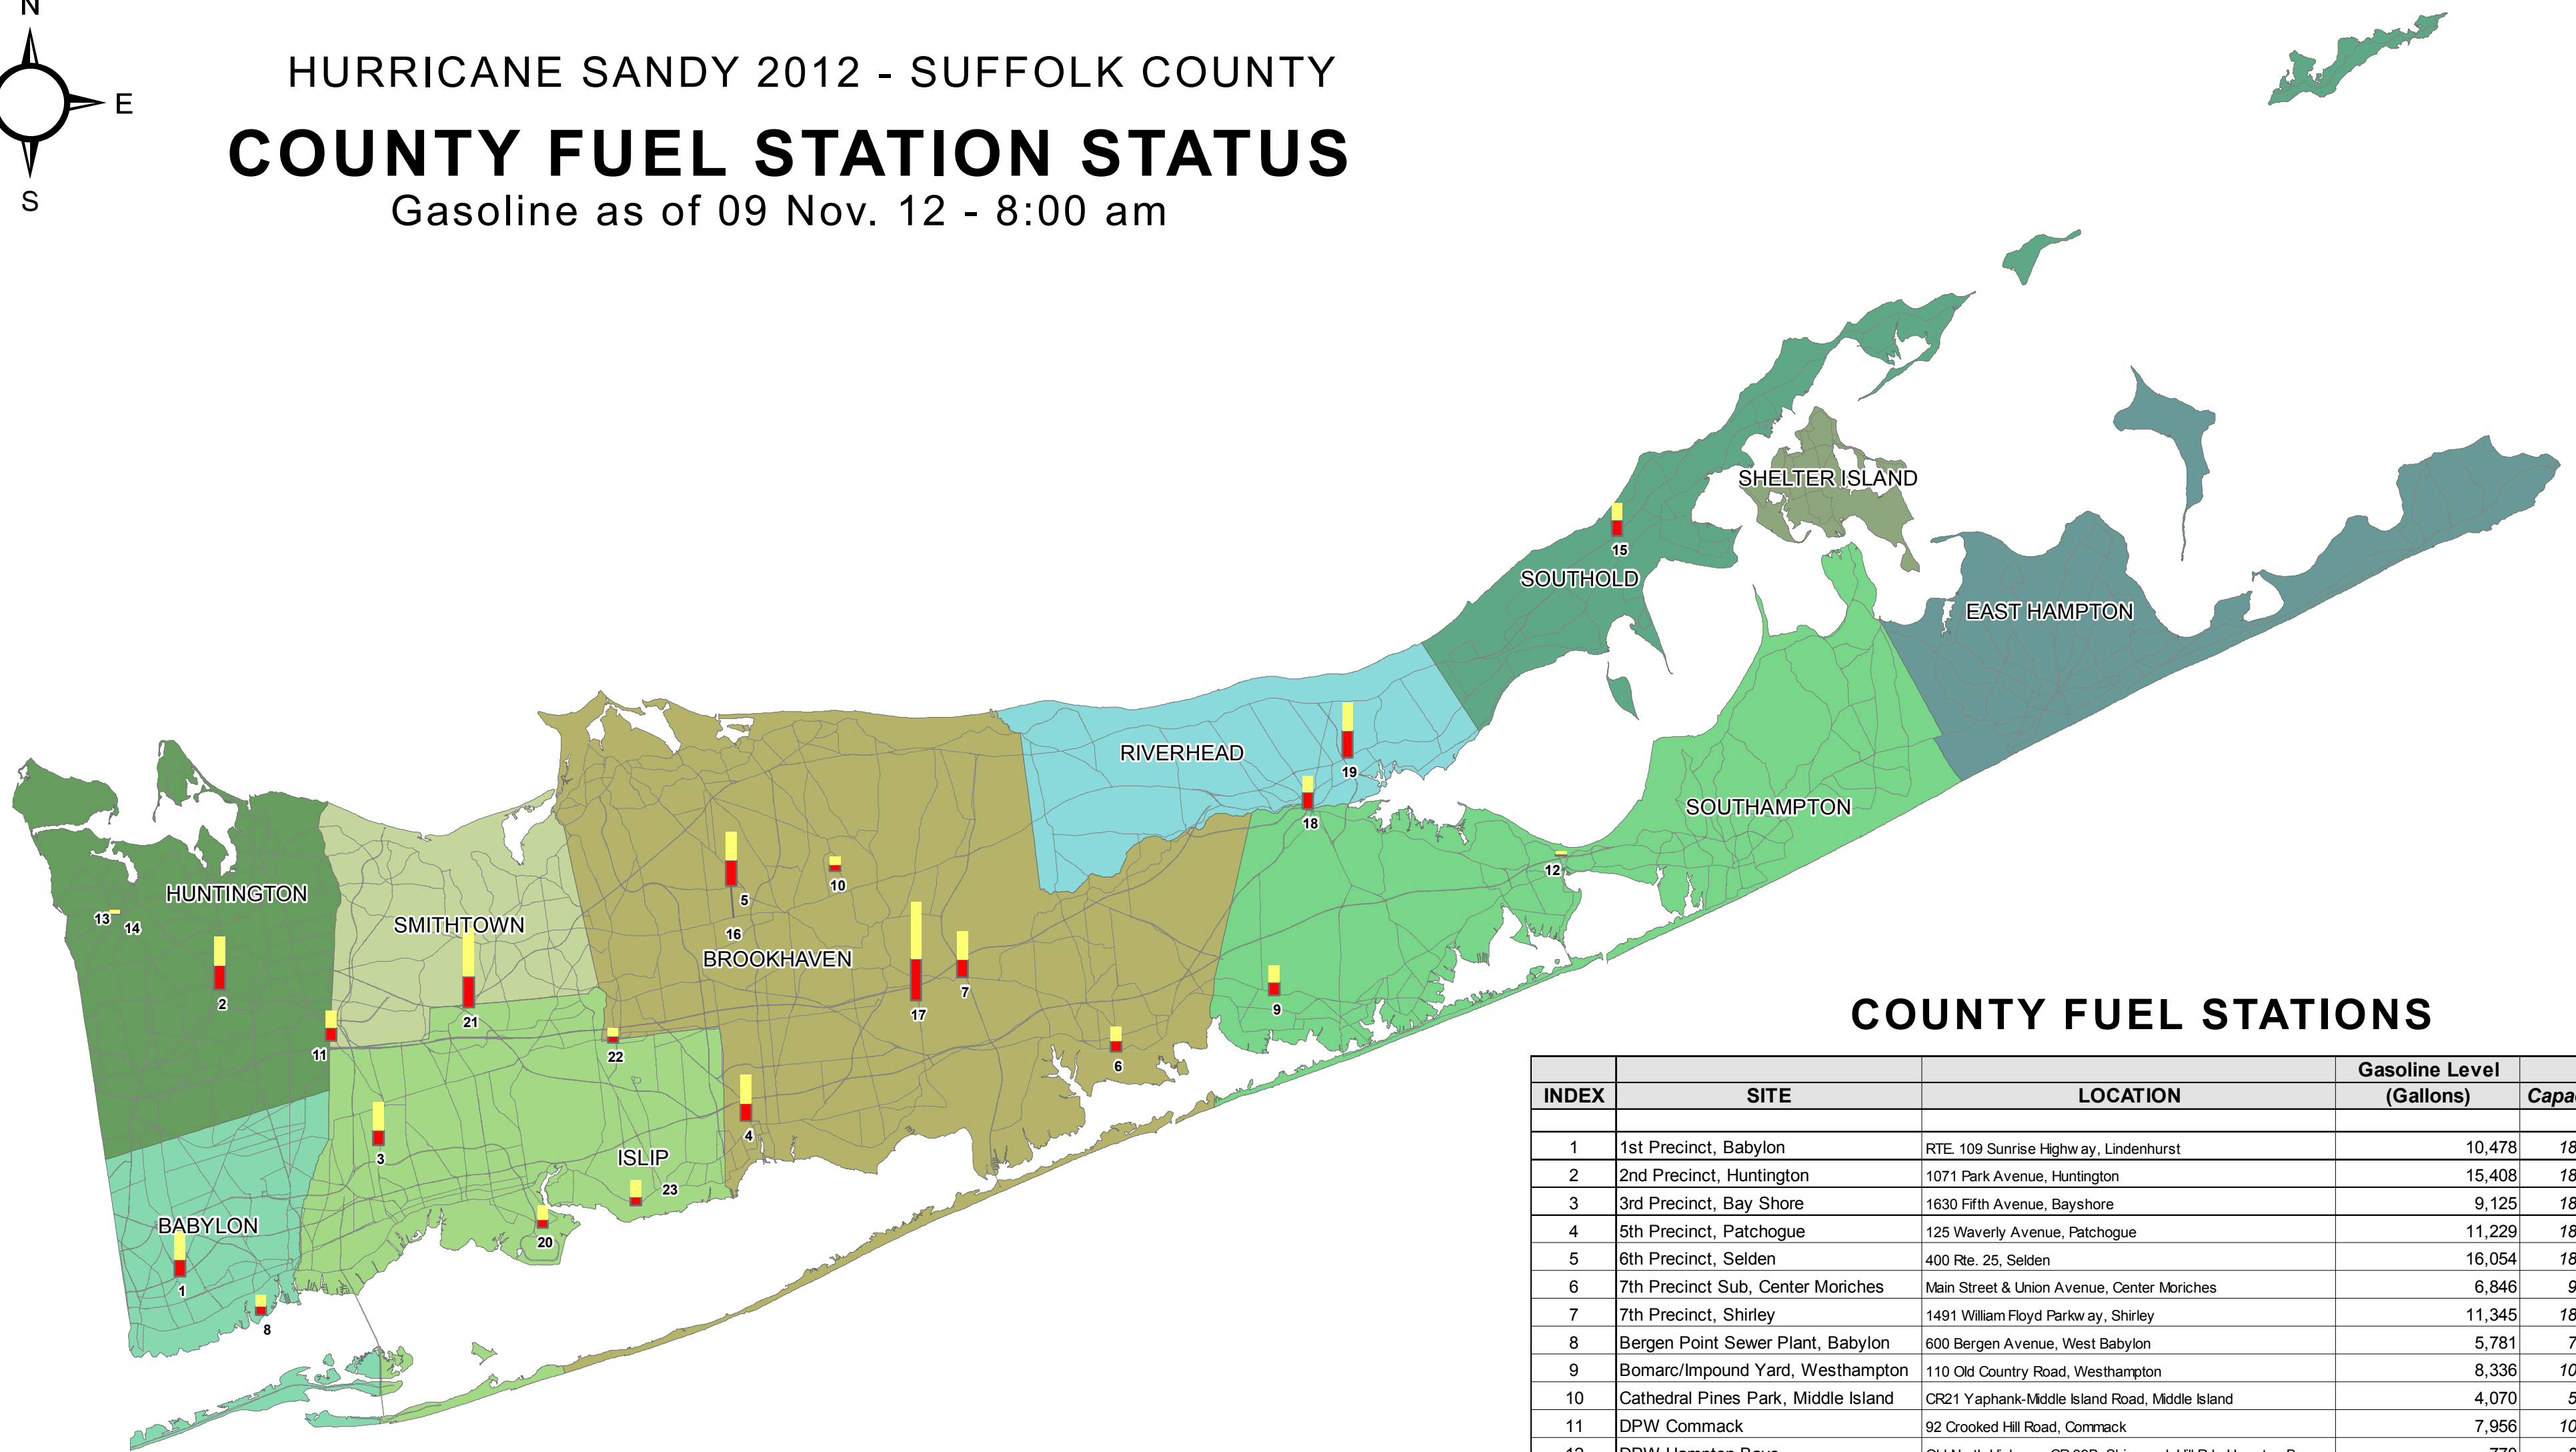 N
E
S
HURRICANE SANDY 2012 - SUFFOLK COUNTY
COUNTY FUEL STATION STATUS
Gasoline as of 09 Nov. 12 - 8:00 am
SHELTER ISLAND
15
SOUTHOLD
EAST HAMPTON
RIVERHEAD
19
SOUTHAMPTON
18
12
10
HUNTINGTON
5
13
14
SMITHTOWN
16
BROOKHAVEN
7
2
9
17
21
11
22
6
4
3
ISLIP
23
BABYLON
20
1
8
COUNTY FUEL STATIONS
Gasoline Level
INDEX SITE LOCATION (Gallons)
1 1st Precinct, Babylon RTE. 109 Sunrise Highway, Lindenhurst 10,478
2 2nd Precinct, Huntington 1071 Park Avenue, Huntington 15,408
3 3rd Precinct, Bay Shore 1630 Fifth Avenue, Bayshore 9,125
4 5th Precinct, Patchogue 125 Waverly Avenue, Patchogue 11,229
5 6th Precinct, Selden 400 Rte. 25, Selden 16,054
6 7th Precinct Sub, Center Moriches Main Street & Union Avenue, Center Moriches 6,846
7 7th Precinct, Shirley 1491 William Floyd Parkway, Shirley 11,345
8 Bergen Point Sewer Plant, Babylon 600 Bergen Avenue, West Babylon 5,781
9 Bomarc/Impound Yard, Westhampton 110 Old Country Road, Westhampton 8,336
10 Cathedral Pines Park, Middle Island CR21 Yaphank-Middle Island Road, Middle Island 4,070
11 DPW Commack 92 Crooked Hill Road, Commack 7,956